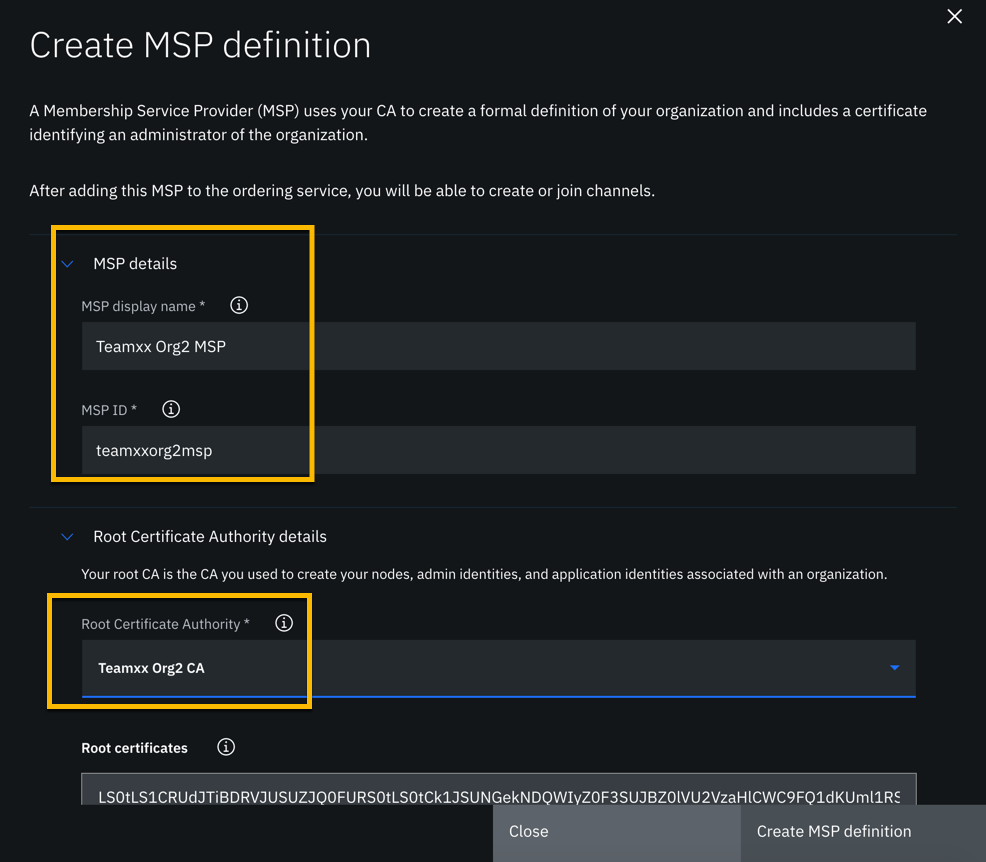 Create MSP definition
A Membership Service Provider (MSP) uses your CA to create a formal definition of your organization and includes a certificate
identifying an administrator of the organization.
After adding this MSP to the ordering service, you will be able to create or join channels.
MSP details
MSP display name *
Teamxx Org2 MSP
MSP ID *
teamxxorg2msp
Root Certificate Authority details
Your root CA is the CA you used to create your nodes, admin identities, and application identities associated with an organization.
Root Certificate Authority *
Teamxx Org2 CA
Root certificates
Close
Create MSP definition